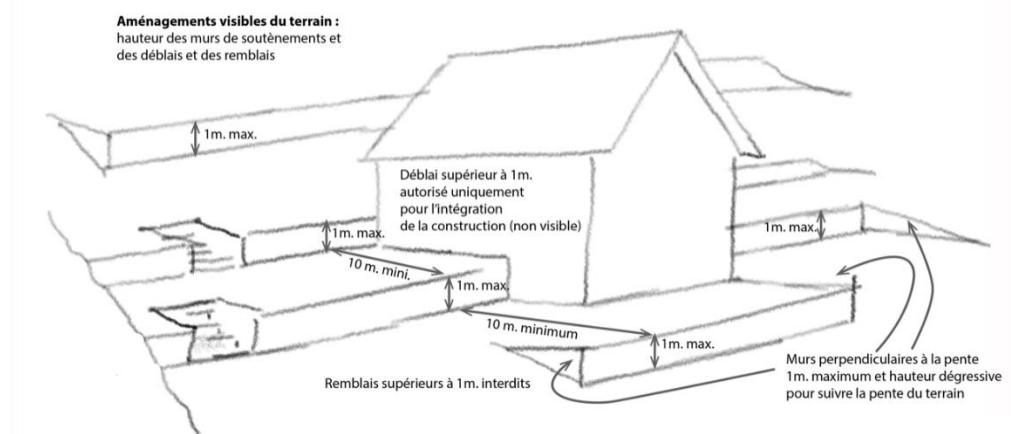 Aménagements visibles du terrain :
hauteur des murs de soutènements et
des déblais et des remblais
1m. max.
Déblai supérieur à 1m.
autorisé uniquement
pour l'intégration
de la construction (non visible)
1m. max.
1m. max.
10 m. mini.
1m. max.
10 m. minimum
1m. max.
Remblais supérieurs à 1m. interdits
Murs perpendiculaires à la pente
1m. maximum et hauteur dégressive
pour suivre la pente du terrain